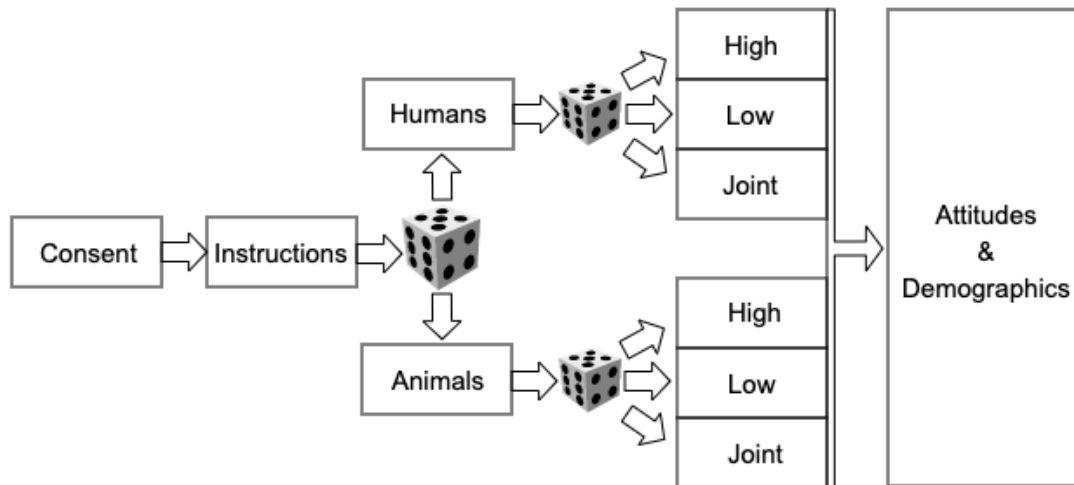 Consent
Instructions
Humans
High
Low
Joint
Animals
High
Low
Joint
Attitudes
&
Demographics